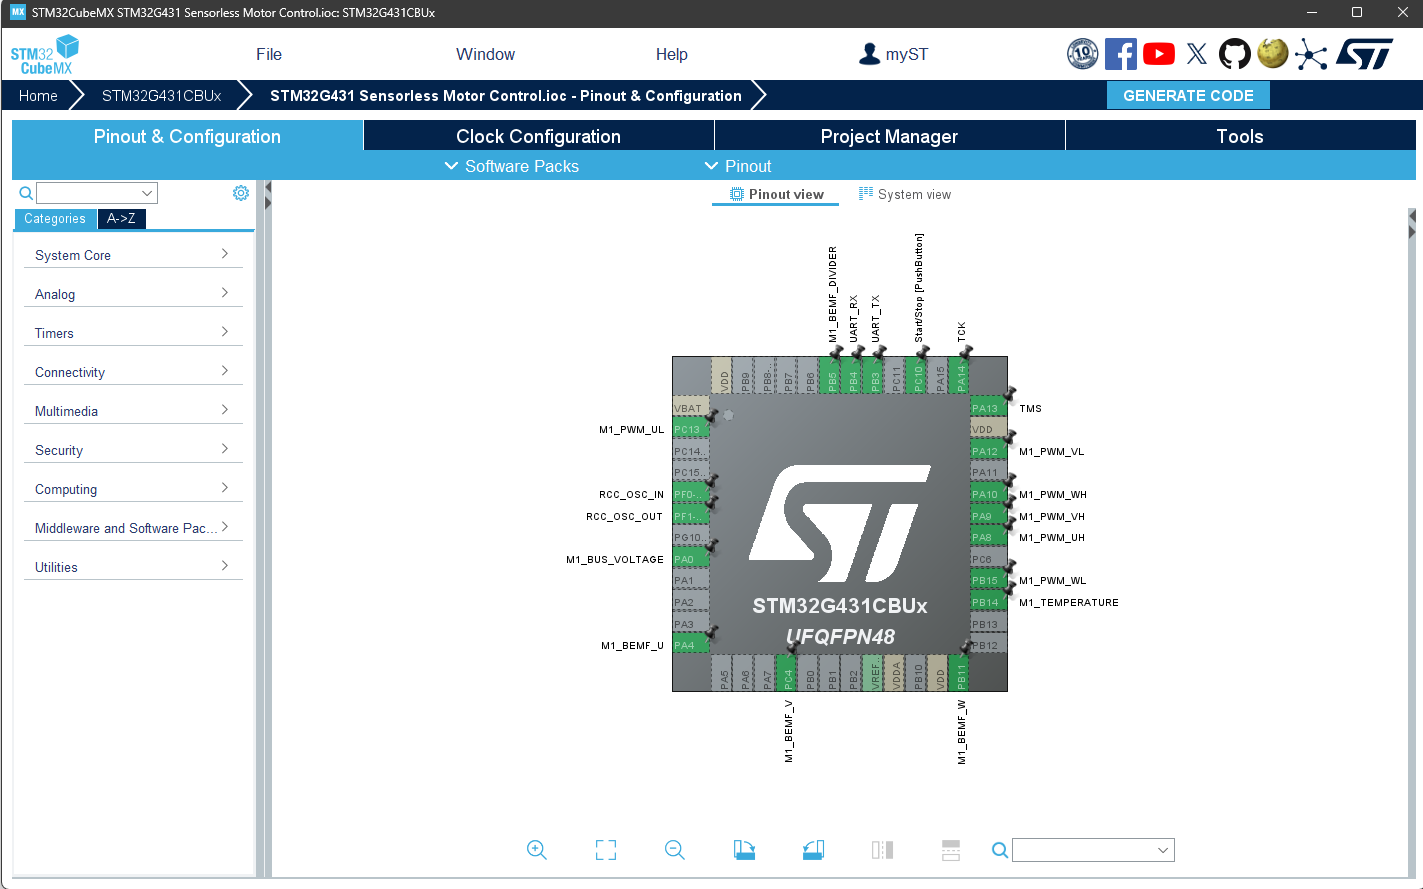 MX STM32CubeMX STM32G431 Sensorless Motor Control.ioc: STM32G431CBUx
STM32
CubeMX
File
Window
Help
myST
10
Home
STM32G431CBUx
STM32G431 Sensorless Motor Control.ioc - Pinout & Configuration
GENERATE CODE
Pinout & Configuration
Clock Configuration
Project Manager
Tools
Software Packs
Pinout
Categories
A->Z
System Core
Analog
Timers
Connectivity
Multimedia
Security
Computing
Middleware and Software Pac...
Utilities
Pinout view
System view
M1_BEMF_DIVIDER
UART_RX
UART_TX
Start/Stop [PushButton]
TCK
VDD
PB9
PB8-..
PB7
PB6
PB5
PB4
PB3
PC11
PC10
PA15
PA14
VBAT
M1_PWM_UL
PC13
PC14..
PC15..
RCC_OSC_IN
PF0-..
RCC_OSC_OUT
PF1-..
PG10..
M1_BUS_VOLTAGE
PA0
PA1
PA2
PA3
M1_BEMF_U
PA4
PA13
TMS
VDD
PA12
M1_PWM_VL
PA11
PA10
M1_PWM_WH
PA9
M1_PWM_VH
PA8
M1_PWM_UH
PC6
PB15
M1_PWM_WL
PB14
M1_TEMPERATURE
PB13
PB12
ST
STM32G431CBUx
UFQFPN48
PA5
PA6
PA7
PC4
PB0
PB1
PB2
VREF..
VDDA
PB10
VDD
PB11
M1_BEMF_V
M1_BEMF_W